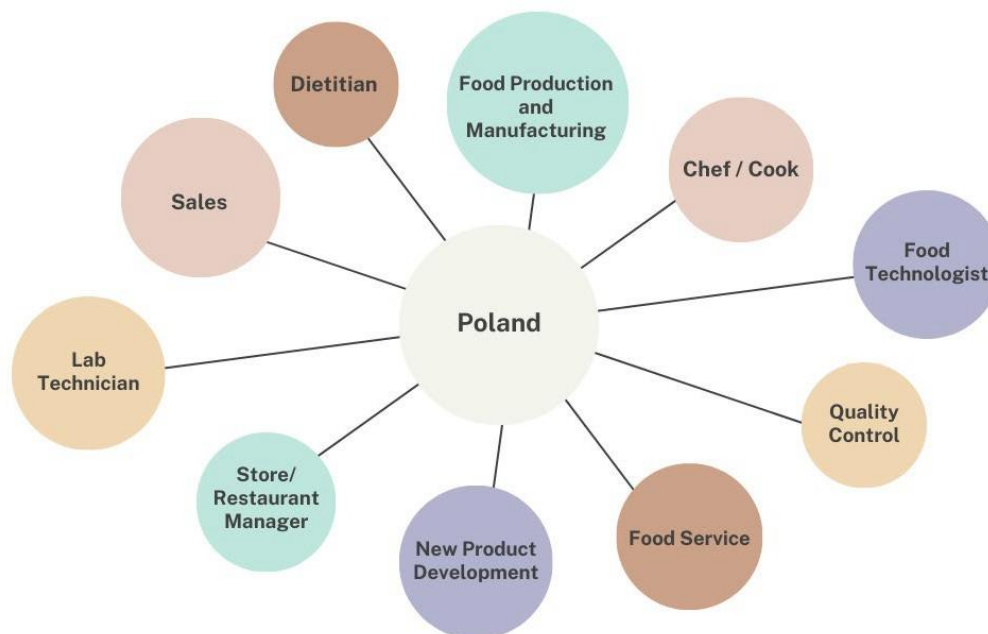 Dietitian
Food Production
and
Manufacturing
Chef / Cook
Sales
Food
Technologist
Poland
Lab
Technician
Quality
Control
Store/
Restaurant
Manager
New Product
Development
Food Service